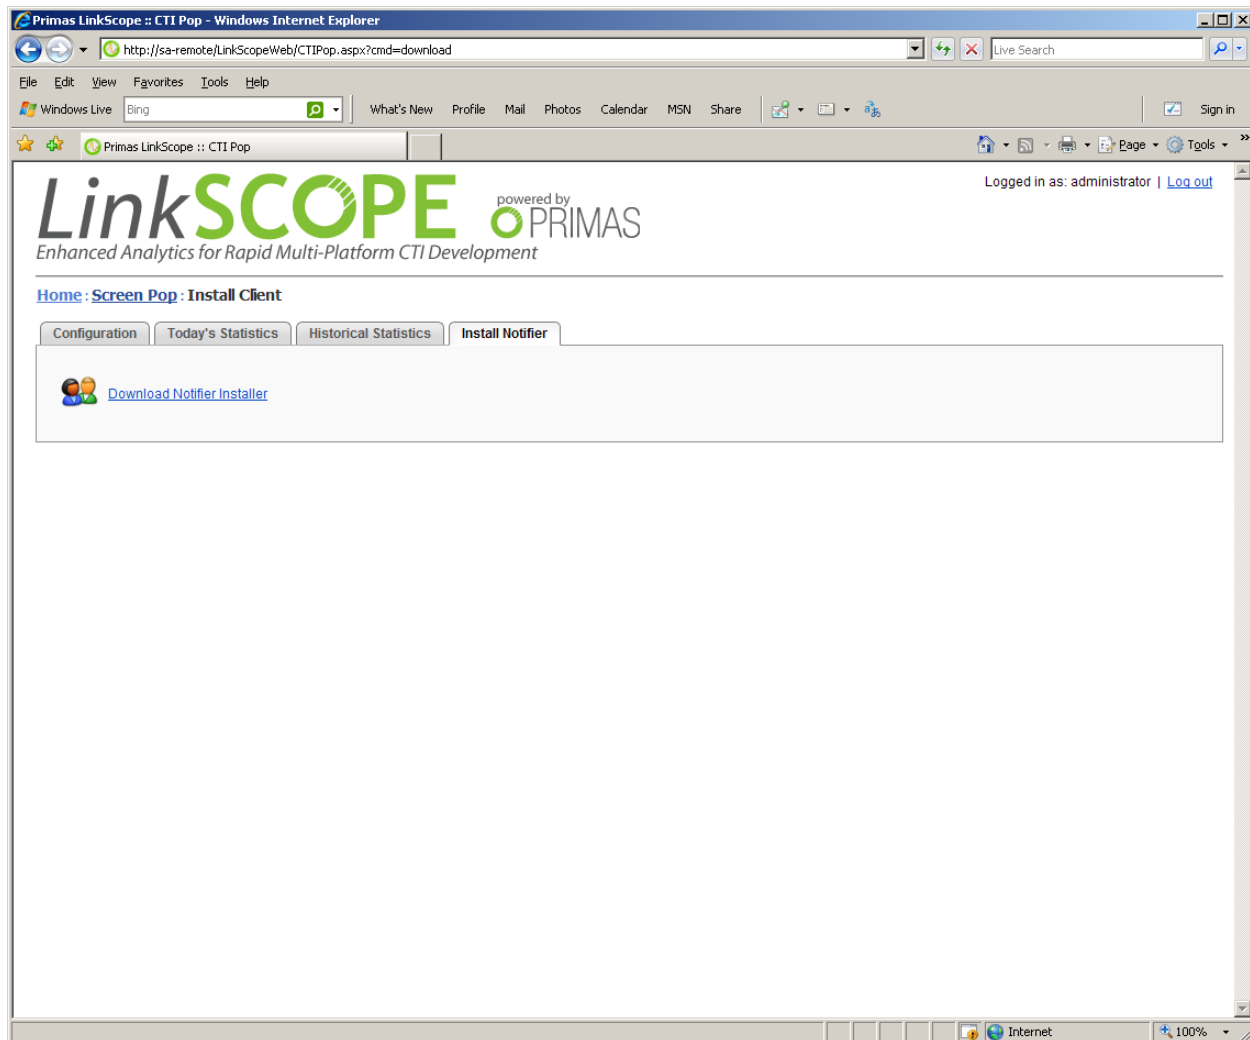 Primas LinkScope :: CTI Pop - Windows Internet Explorer
http://sa-remote/LinkScopeWeb/CTIPop.aspx?cmd=download
Live Search
File Edit View Favorites Tools Help
Windows Live Bing What's New Profile Mail Photos Calendar MSN Share Sign in
Primas LinkScope :: CTI Pop Page Tools »
Logged in as: administrator | Log out
LinkSCOPE powered by PRIMAS
Enhanced Analytics for Rapid Multi-Platform CTI Development
Home : Screen Pop : Install Client
Configuration Today's Statistics Historical Statistics Install Notifier
Download Notifier Installer
Internet 100%